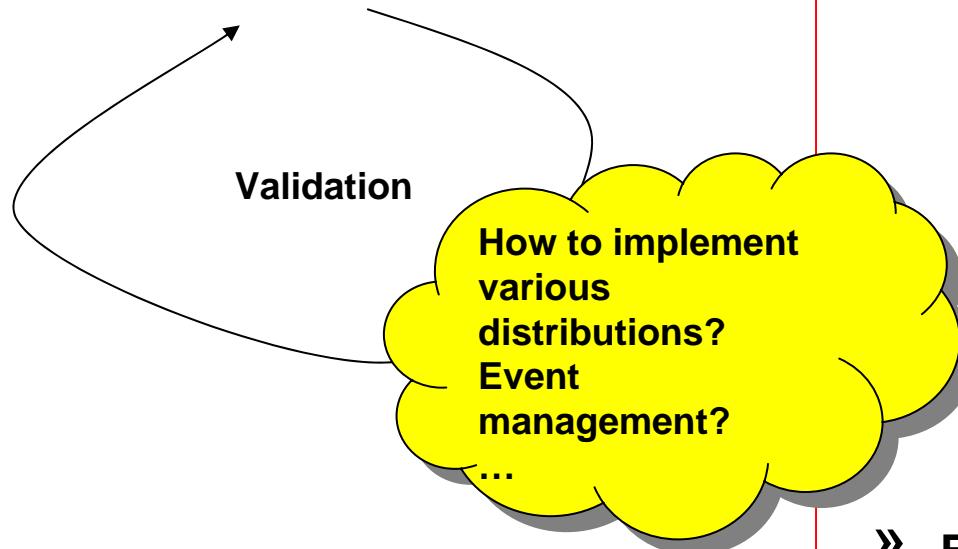 Validation
How to implement
various
distributions?
Event
management?
…
»